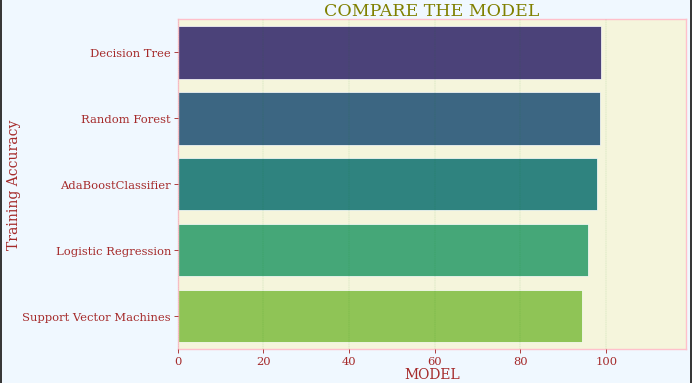 COMPARE THE MODEL
Training Accuracy
Decision Tree
Random Forest
AdaBoostClassifier
Logistic Regression
Support Vector Machines
0 20 40 60 80 100
MODEL